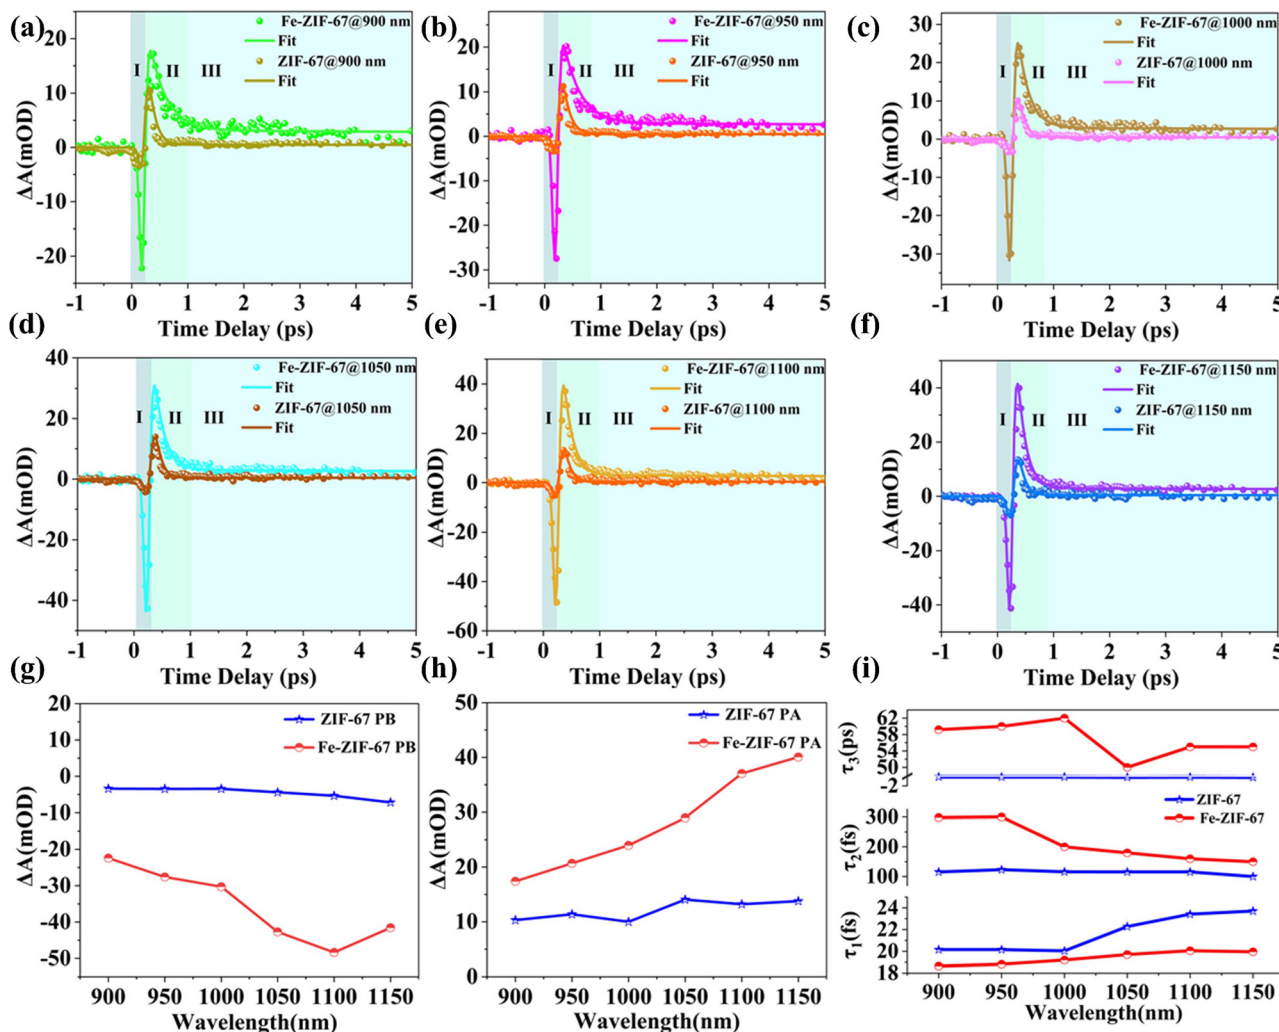 (a)
Fe-ZIF-67@900 nm
Fit
ZIF-67@900 nm
Fit
I II III
20
10
0
-10
-20
ΔA(mOD)
-1 0 1 2 3 4 5
Time Delay (ps)
(b)
Fe-ZIF-67@950 nm
Fit
ZIF-67@950 nm
Fit
I II III
20
10
0
-10
-20
-30
ΔA(mOD)
-1 0 1 2 3 4 5
Time Delay (ps)
(c)
Fe-ZIF-67@1000 nm
Fit
ZIF-67@1000 nm
Fit
I II III
30
20
10
0
-10
-20
-30
ΔA(mOD)
-1 0 1 2 3 4 5
Time Delay (ps)
(d)
Fe-ZIF-67@1050 nm
Fit
ZIF-67@1050 nm
Fit
I II III
40
20
0
-20
-40
ΔA(mOD)
-1 0 1 2 3 4 5
Time Delay (ps)
(e)
Fe-ZIF-67@1100 nm
Fit
ZIF-67@1100 nm
Fit
I II III
40
20
0
-20
-40
-60
ΔA(mOD)
-1 0 1 2 3 4 5
Time Delay (ps)
(f)
Fe-ZIF-67@1150 nm
Fit
ZIF-67@1150 nm
Fit
I II III
40
20
0
-20
-40
ΔA(mOD)
-1 0 1 2 3 4 5
Time Delay (ps)
(g)
ZIF-67 PB
Fe-ZIF-67 PB
20
10
0
-10
-20
-30
-40
-50
ΔA(mOD)
900 950 1000 1050 1100 1150
Wavelength(nm)
(h)
ZIF-67 PA
Fe-ZIF-67 PA
50
40
30
20
10
0
ΔA(mOD)
900 950 1000 1050 1100 1150
Wavelength(nm)
(i)
62
58
54
50
-2
τ3(ps)
ZIF-67
Fe-ZIF-67
300
200
100
τ2(fs)
24
22
20
18
τ1(fs)
900 950 1000 1050 1100 1150
Wavelength(nm)